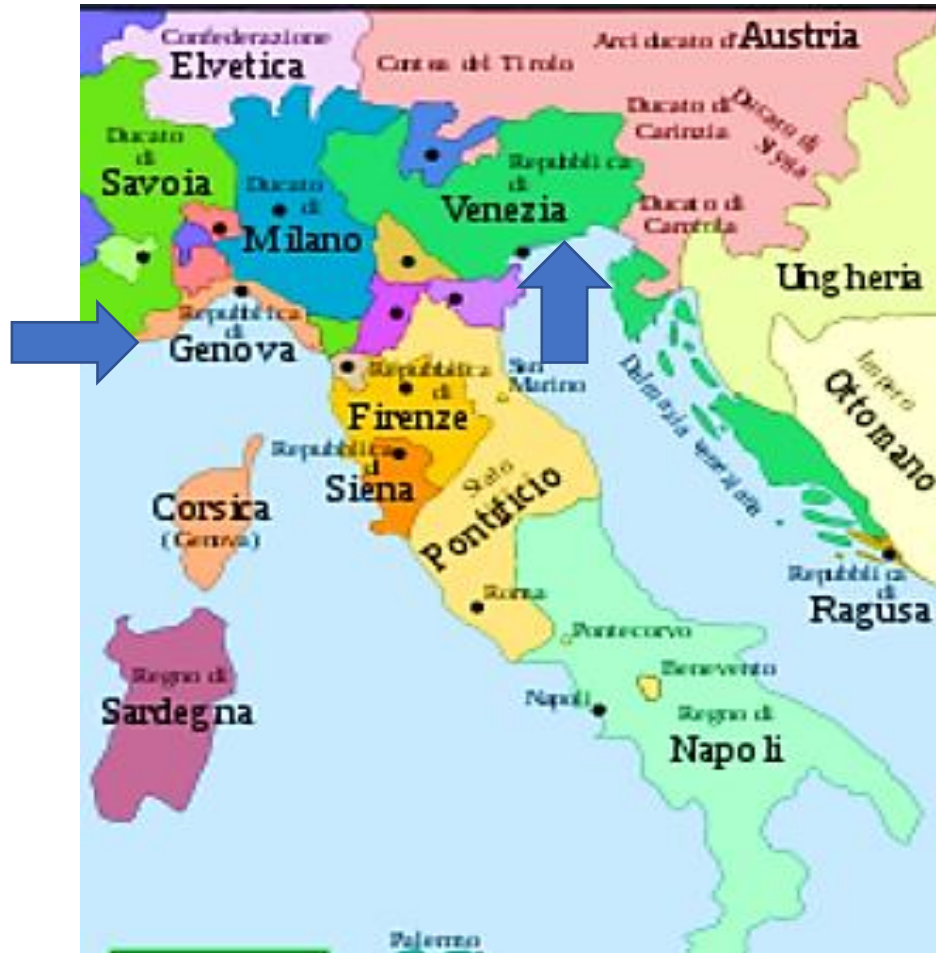 Confederazione
Elvetica
Arciducato d'Austria
Contea del Tirolo
Ducato
di
Savoia
Ducato
di
Milano
Repubblica
di
Venezia
Ducato di
Carinzia
Ducato di
Ducato di
Ungheria
Impero
Ottomano
Repubblica
di
Genova
San
Marino
Repubblica
di
Firenze
Repubblica
di
Siena
Stato
Pontificio
Dalmazia veneziana
Corsica
(Genova)
Roma
Repubblica
di
Ragusa
Pontecorvo
Benevento
Regno di
Sardegna
Napoli
Regno di
Napoli
Palermo